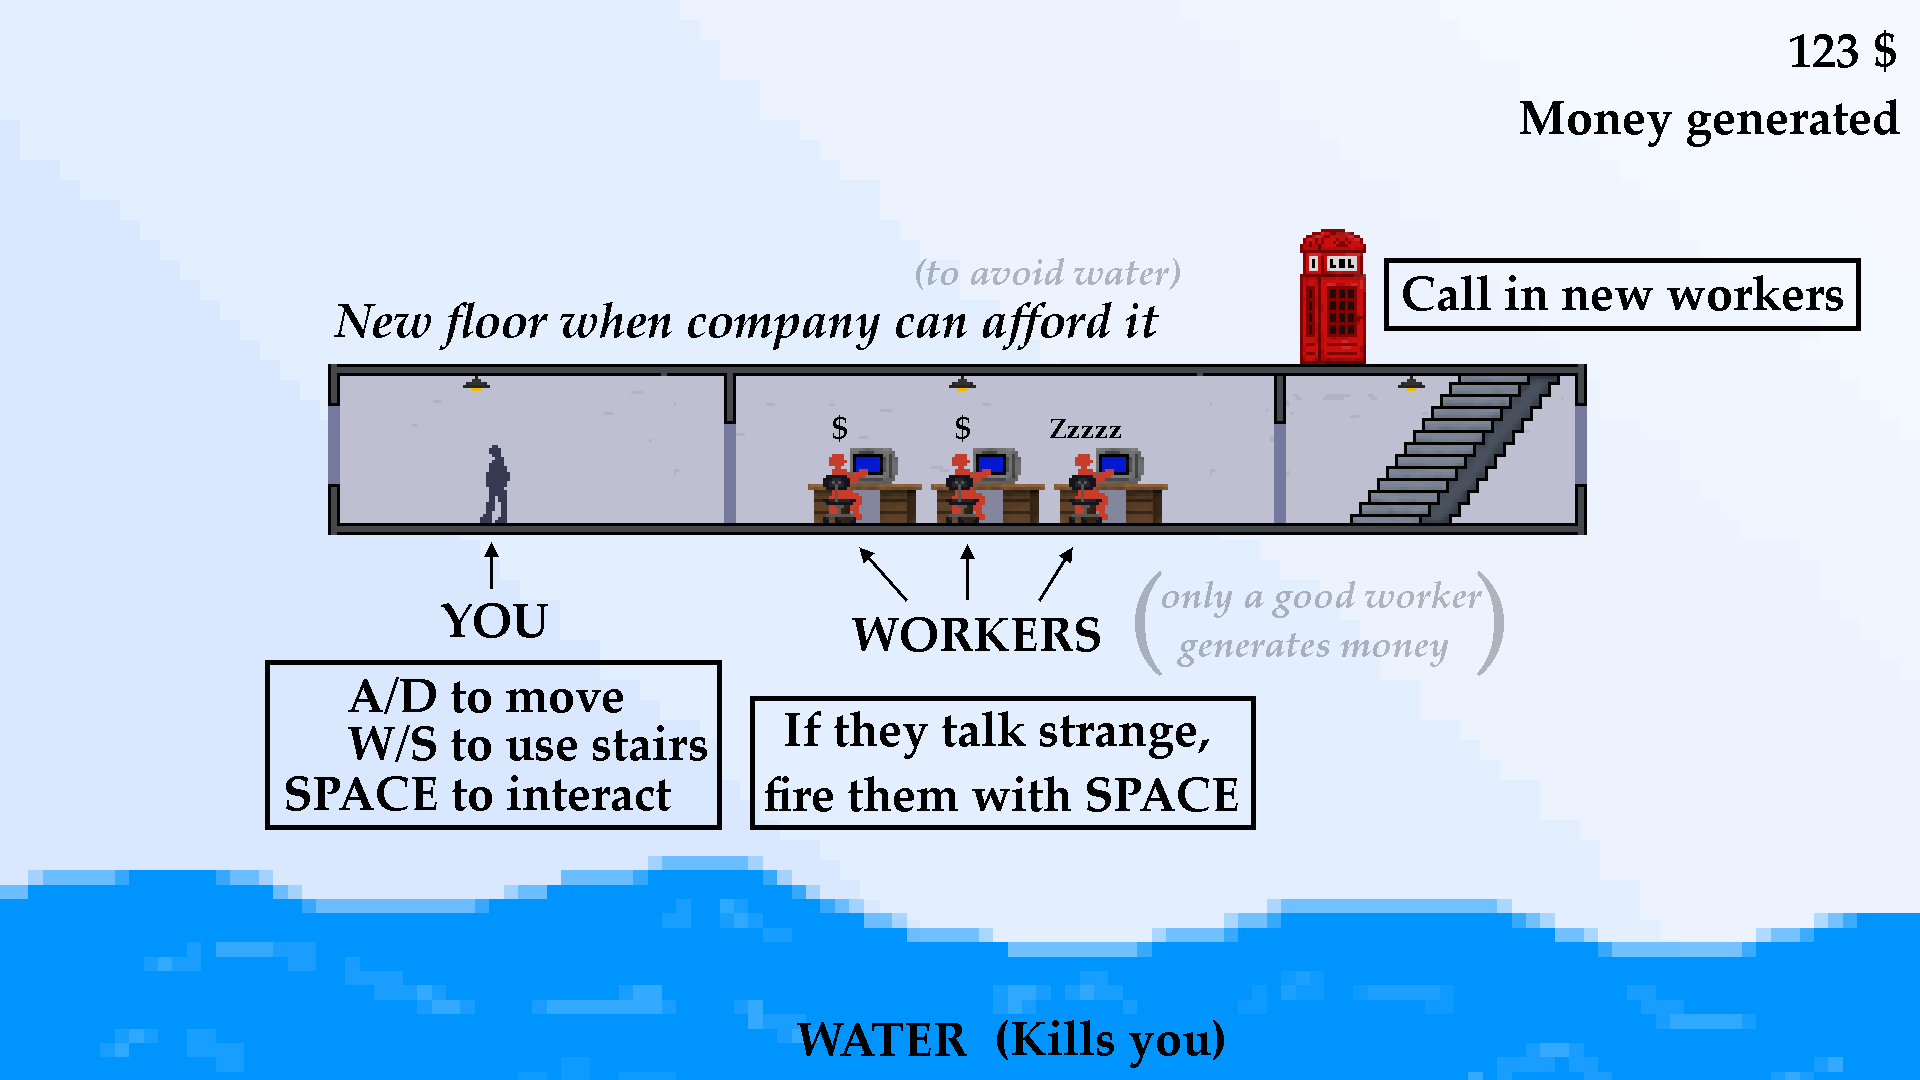 123 $
Money generated
(to avoid water)
New floor when company can afford it
I LOL
Call in new workers
$ $ Zzzzz
YOU
WORKERS
(only a good worker
generates money)
A/D to move
W/S to use stairs
SPACE to interact
If they talk strange,
fire them with SPACE
WATER (Kills you)